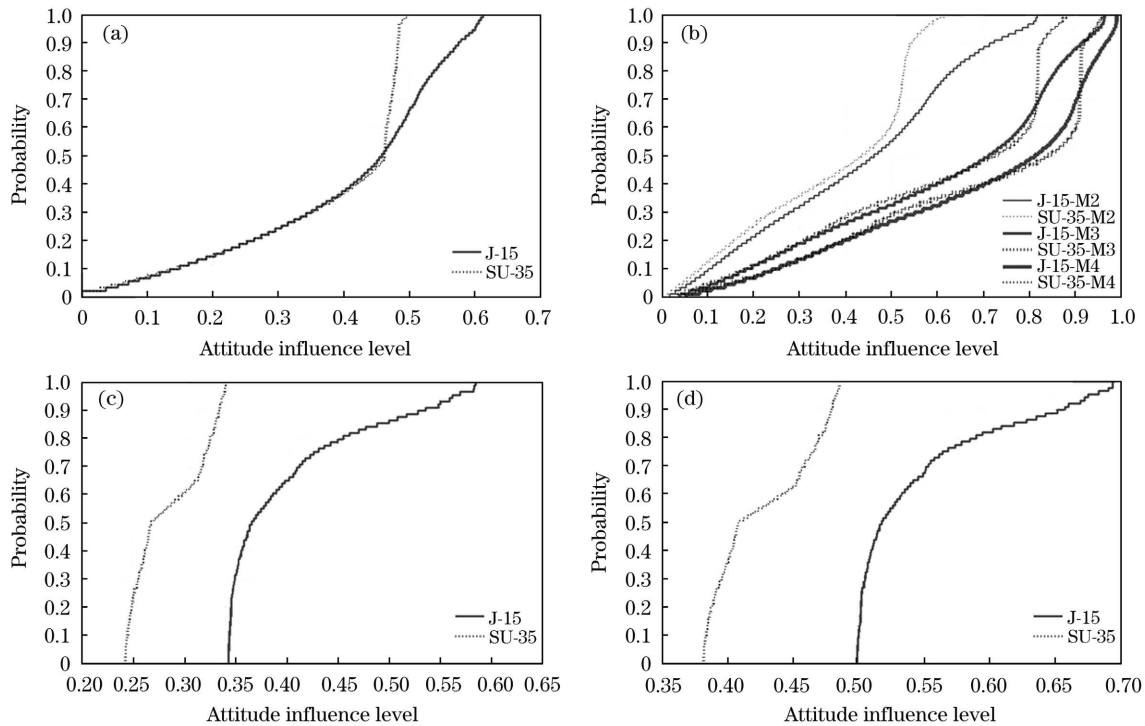 (a)
1.0
0.9
0.8
0.7
0.6
0.5
0.4
0.3
0.2
0.1
0
Probability
J-15
SU-35
0 0.1 0.2 0.3 0.4 0.5 0.6 0.7
Attitude influence level
(b)
1.0
0.9
0.8
0.7
0.6
0.5
0.4
0.3
0.2
0.1
0
Probability
J-15-M2
SU-35-M2
J-15-M3
SU-35-M3
J-15-M4
SU-35-M4
0 0.1 0.2 0.3 0.4 0.5 0.6 0.7 0.8 0.9 1.0
Attitude influence level
(c)
1.0
0.9
0.8
0.7
0.6
0.5
0.4
0.3
0.2
0.1
0
Probability
J-15
SU-35
0.20 0.25 0.30 0.35 0.40 0.45 0.50 0.55 0.60 0.65
Attitude influence level
(d)
1.0
0.9
0.8
0.7
0.6
0.5
0.4
0.3
0.2
0.1
0
Probability
J-15
SU-35
0.35 0.40 0.45 0.50 0.55 0.60 0.65 0.70
Attitude influence level